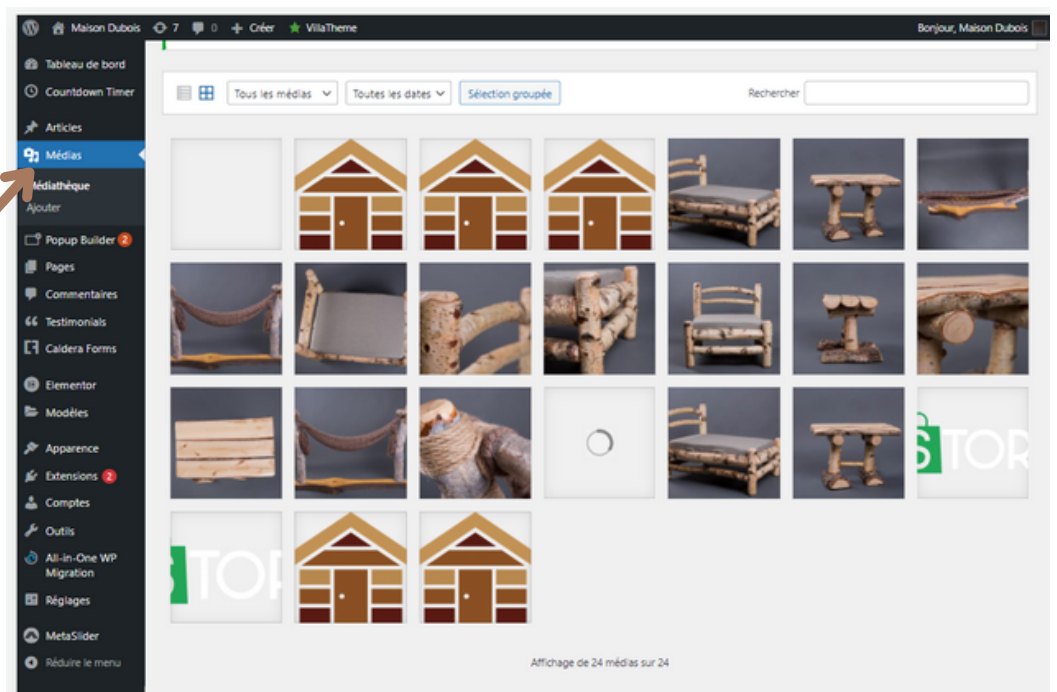 Maison Dubois 7 0 Créer VillaTheme Bonjour, Maison Dubois
Tableau de bord
Countdown Timer
Articles
Médias
Médiathèque
Ajouter
Popup Builder 2
Pages
Commentaires
Testimonials
Caldera Forms
Elementor
Modèles
Apparence
Extensions 2
Comptes
Outils
All-in-One WP
Migration
Réglages
MetaSlider
Réduire le menu
Tous les médias Toutes les dates Sélection groupée Rechercher
STOR
STOR
Affichage de 24 médias sur 24